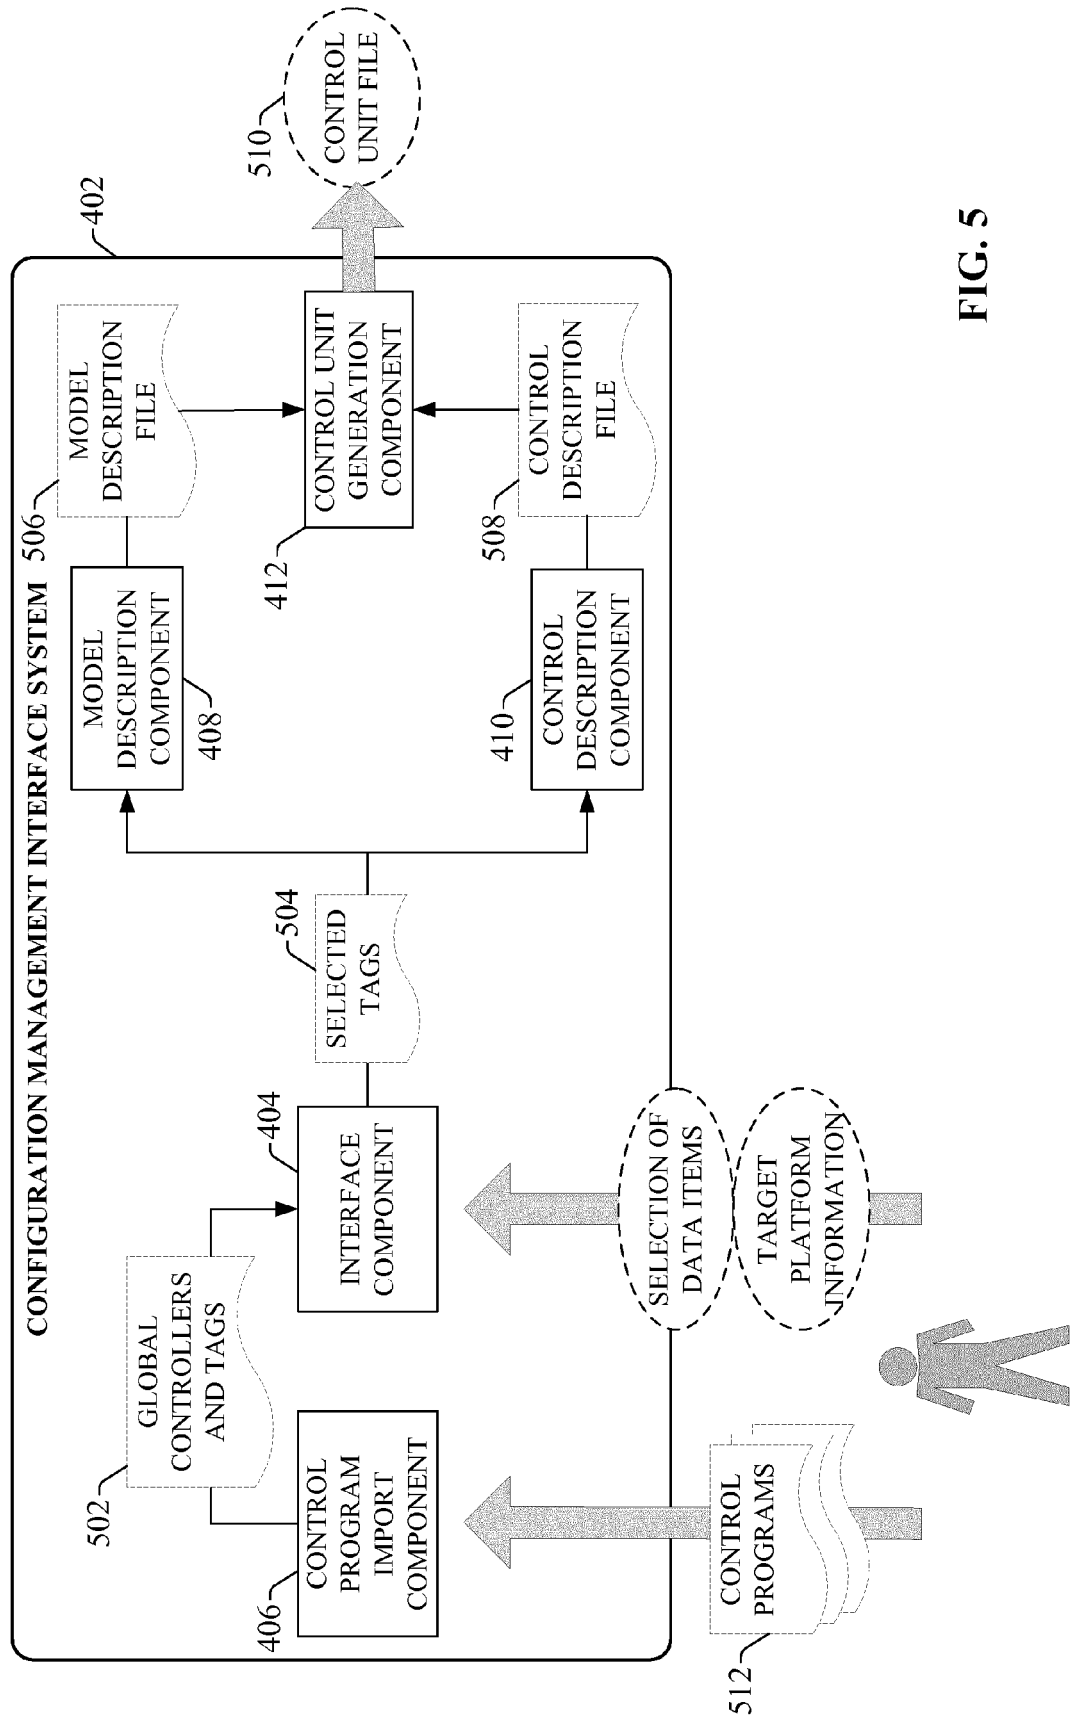 CONFIGURATION MANAGEMENT INTERFACE SYSTEM
402
502
GLOBAL
CONTROLLERS
AND TAGS
406
CONTROL
PROGRAM
IMPORT
COMPONENT
404
INTERFACE
COMPONENT
504
SELECTED
TAGS
MODEL
DESCRIPTION
COMPONENT
408
506
MODEL
DESCRIPTION
FILE
412
CONTROL UNIT
GENERATION
COMPONENT
410
CONTROL
DESCRIPTION
COMPONENT
508
CONTROL
DESCRIPTION
FILE
510
CONTROL
UNIT FILE
512
CONTROL
PROGRAMS
SELECTION OF
DATA ITEMS
TARGET
PLATFORM
INFORMATION
FIG. 5